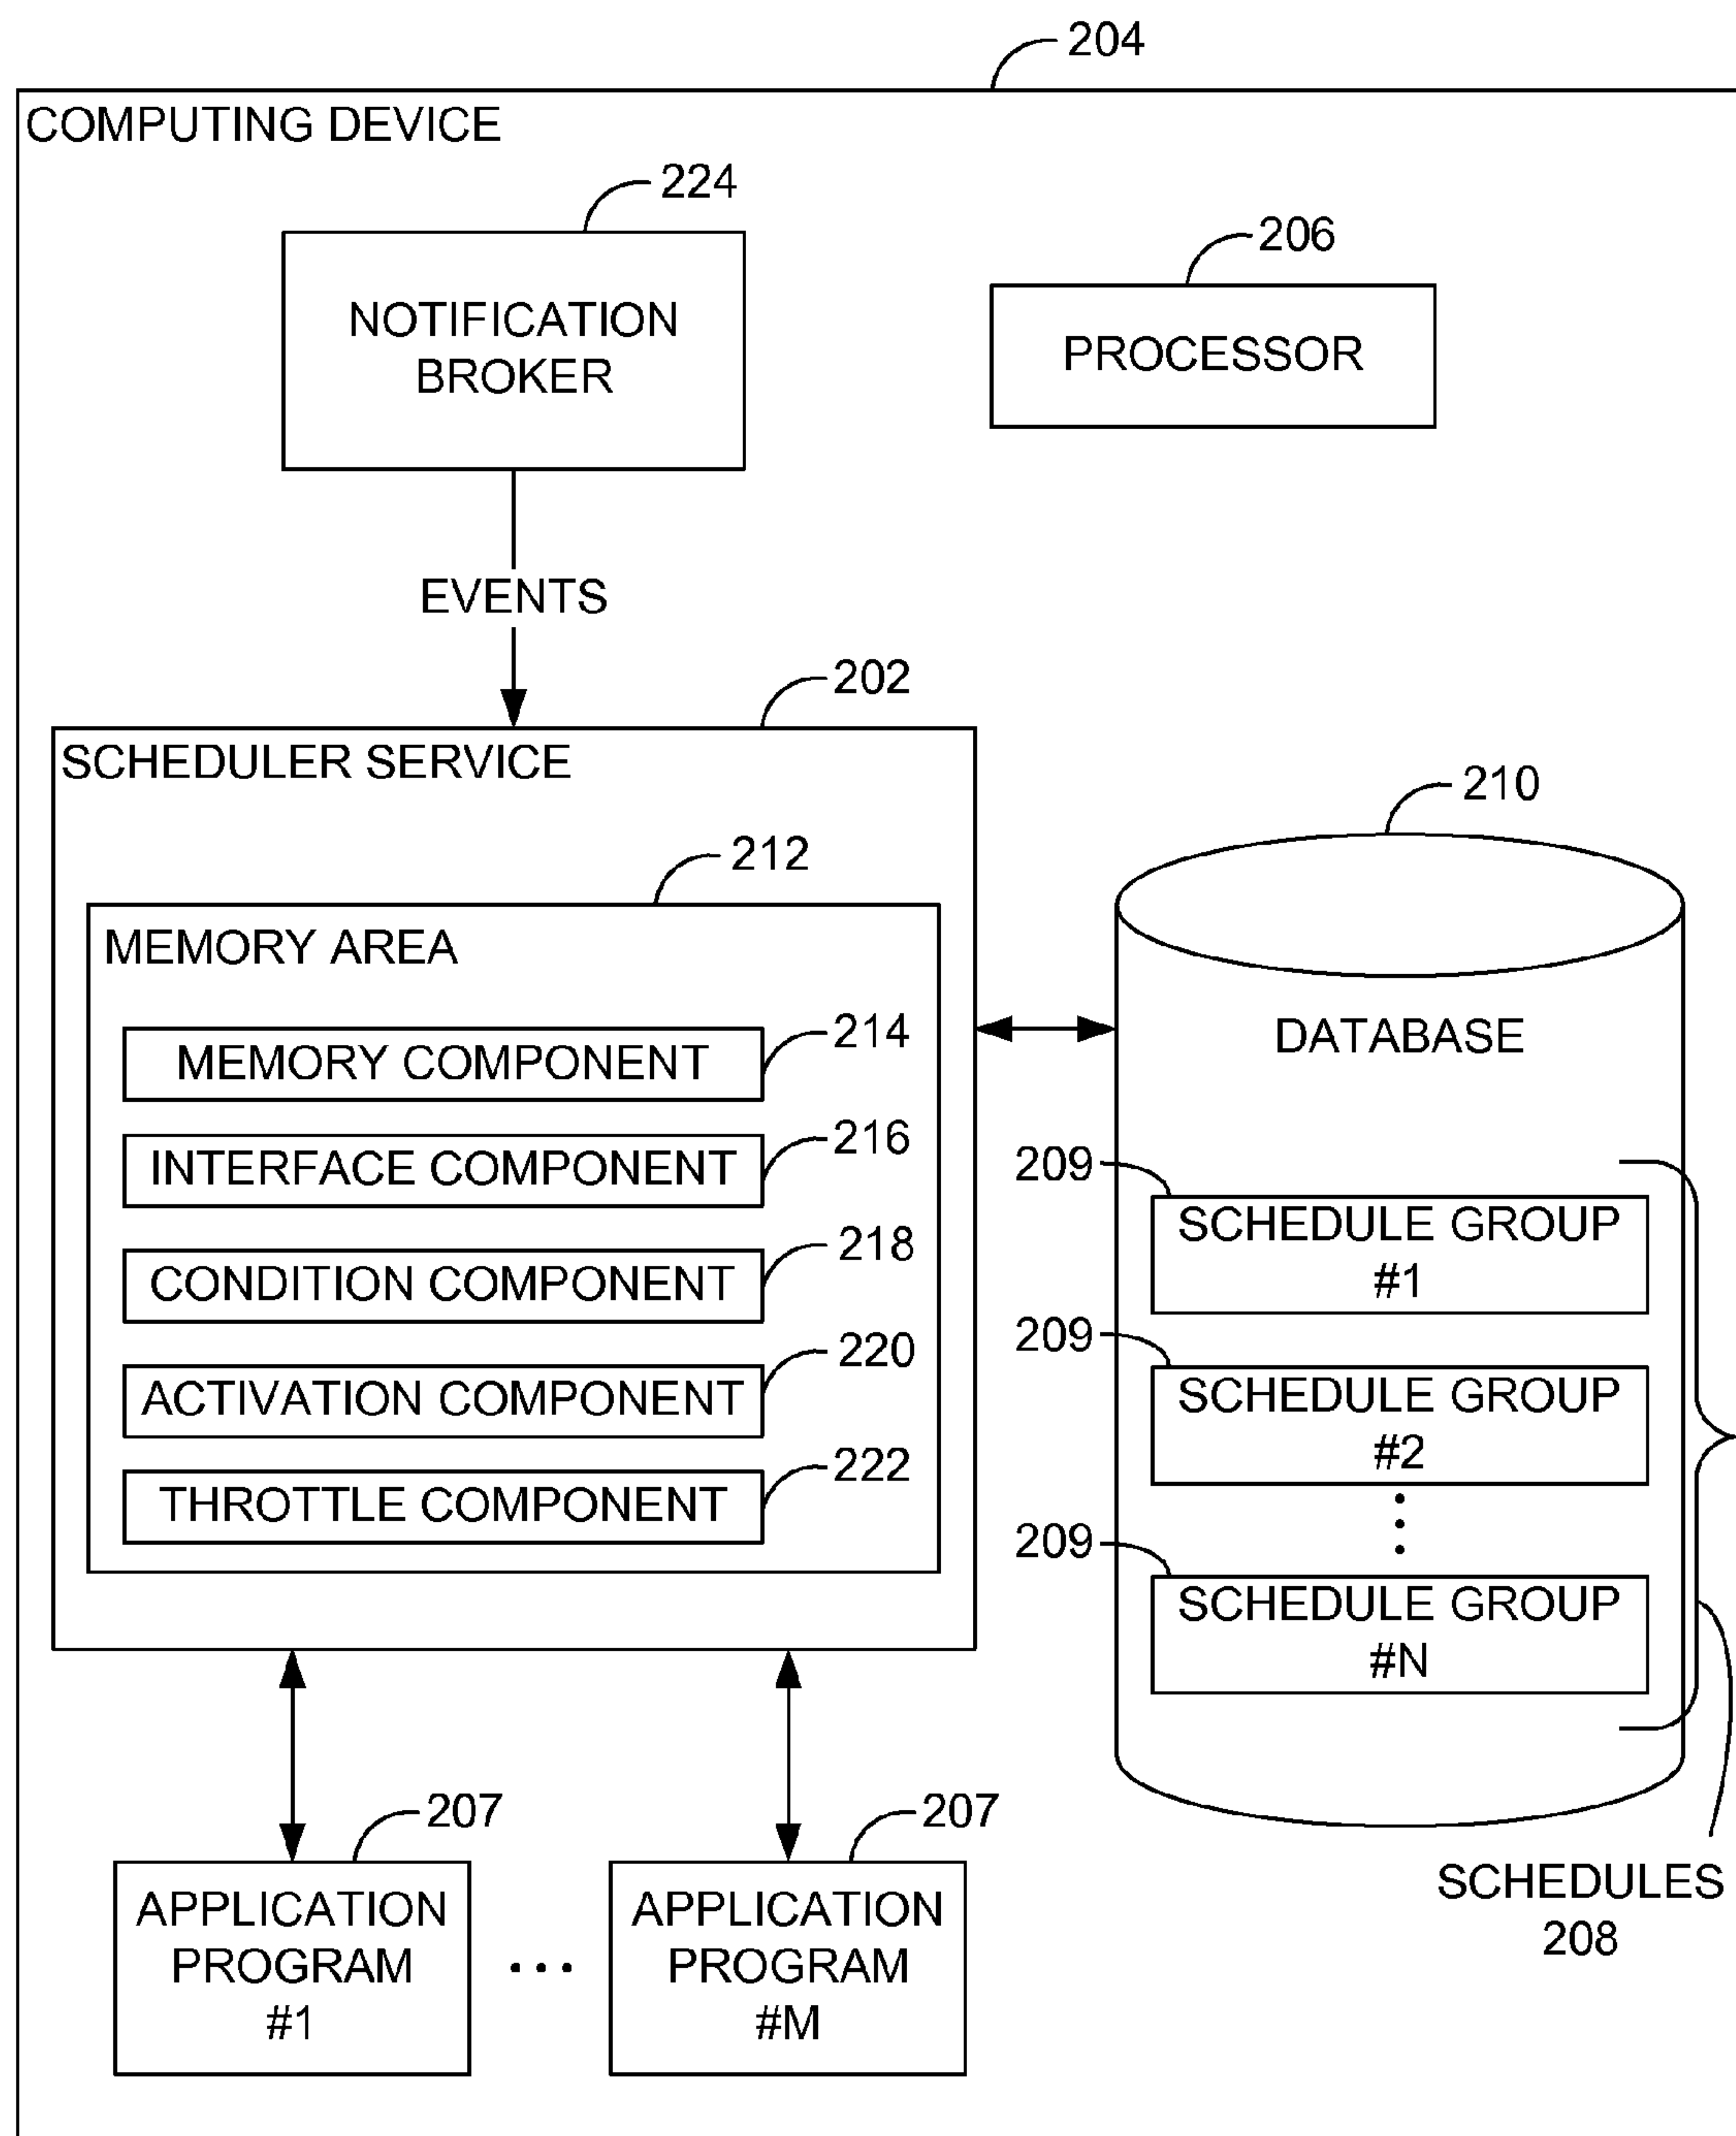 204
COMPUTING DEVICE
224
NOTIFICATION
BROKER
206
PROCESSOR
EVENTS
202
SCHEDULER SERVICE
212
MEMORY AREA
214
MEMORY COMPONENT
216
INTERFACE COMPONENT
218
CONDITION COMPONENT
220
ACTIVATION COMPONENT
222
THROTTLE COMPONENT
210
DATABASE
209
SCHEDULE GROUP
#1
209
SCHEDULE GROUP
#2
209
SCHEDULE GROUP
#N
SCHEDULES
208
207
APPLICATION
PROGRAM
#1
207
APPLICATION
PROGRAM
#M